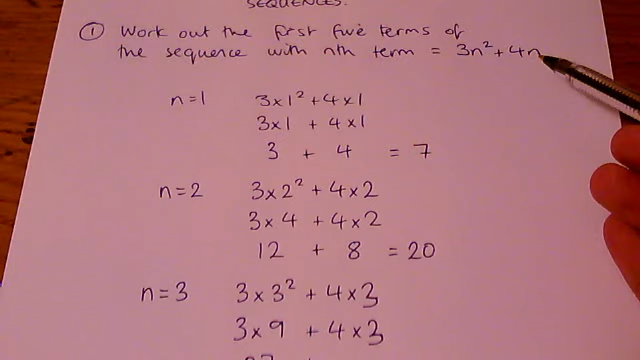 SEQUENCES.
① Work out the first five terms of
the sequence with nth term = 3n² + 4n
n=1 3×1² + 4×1
3×1 + 4×1
3 + 4 = 7
n=2 3×2² + 4×2
3×4 + 4×2
12 + 8 = 20
n=3 3×3² + 4×3
3×9 + 4×3
27 +